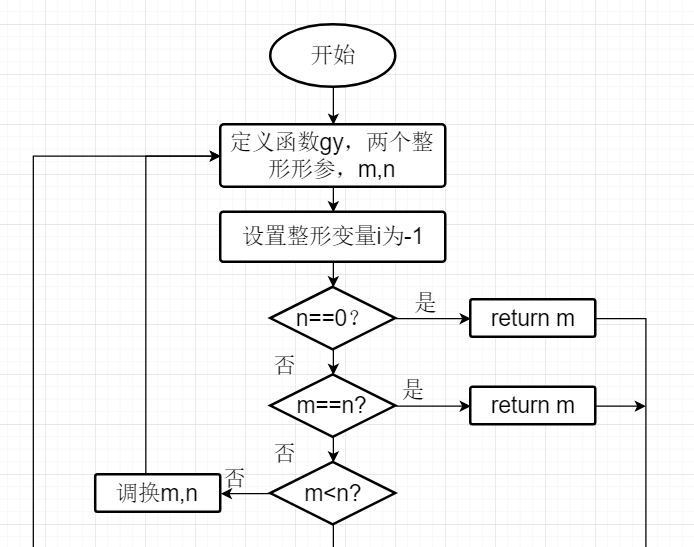 开始
定义函数gy，两个整
形形参，m,n
设置整形变量i为-1
n==0？
是
return m
否
m==n?
是
return m
否
m<n?
否
调换m,n